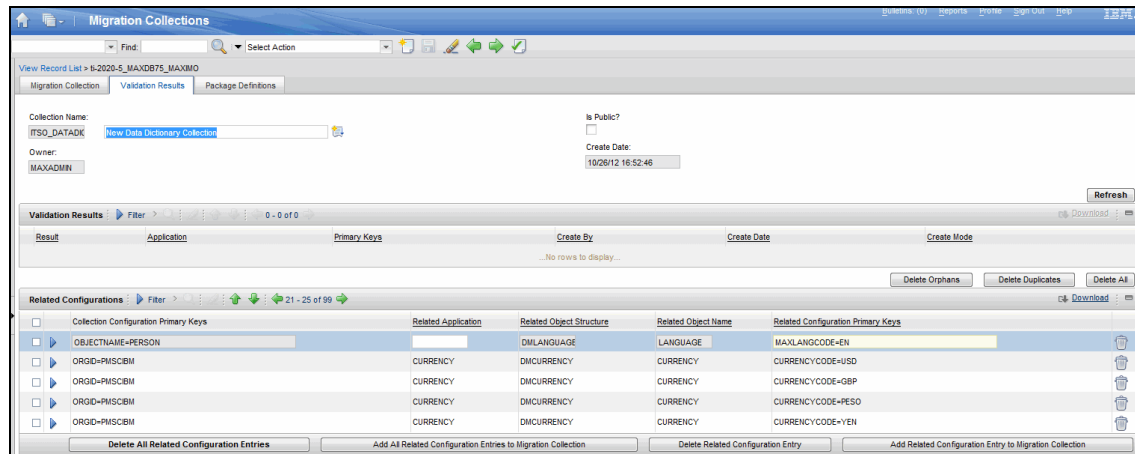 Migration Collections
Bulletins: (0) Reports Profile Sign Out Help IBM
Find: Select Action
View Record List > ti-2020-5_MAXDB75_MAXIMO
Migration Collection Validation Results Package Definitions
Collection Name: Is Public?
ITSO_DATADIC New Data Dictionary Collection
Owner: Create Date:
MAXADMIN 10/26/12 16:52:46
Refresh
Validation Results Filter 0 - 0 of 0 Download
Result Application Primary Keys Create By Create Date Create Mode
...No rows to display...
Delete Orphans Delete Duplicates Delete All
Related Configurations Filter 21 - 25 of 99 Download
Collection Configuration Primary Keys Related Application Related Object Structure Related Object Name Related Configuration Primary Keys
OBJECTNAME=PERSON DMLANGUAGE LANGUAGE MAXLANGCODE=EN
ORGID=PMSCIBM CURRENCY DMCURRENCY CURRENCY CURRENCYCODE=USD
ORGID=PMSCIBM CURRENCY DMCURRENCY CURRENCY CURRENCYCODE=GBP
ORGID=PMSCIBM CURRENCY DMCURRENCY CURRENCY CURRENCYCODE=PESO
ORGID=PMSCIBM CURRENCY DMCURRENCY CURRENCY CURRENCYCODE=YEN
Delete All Related Configuration Entries Add All Related Configuration Entries to Migration Collection Delete Related Configuration Entry Add Related Configuration Entry to Migration Collection